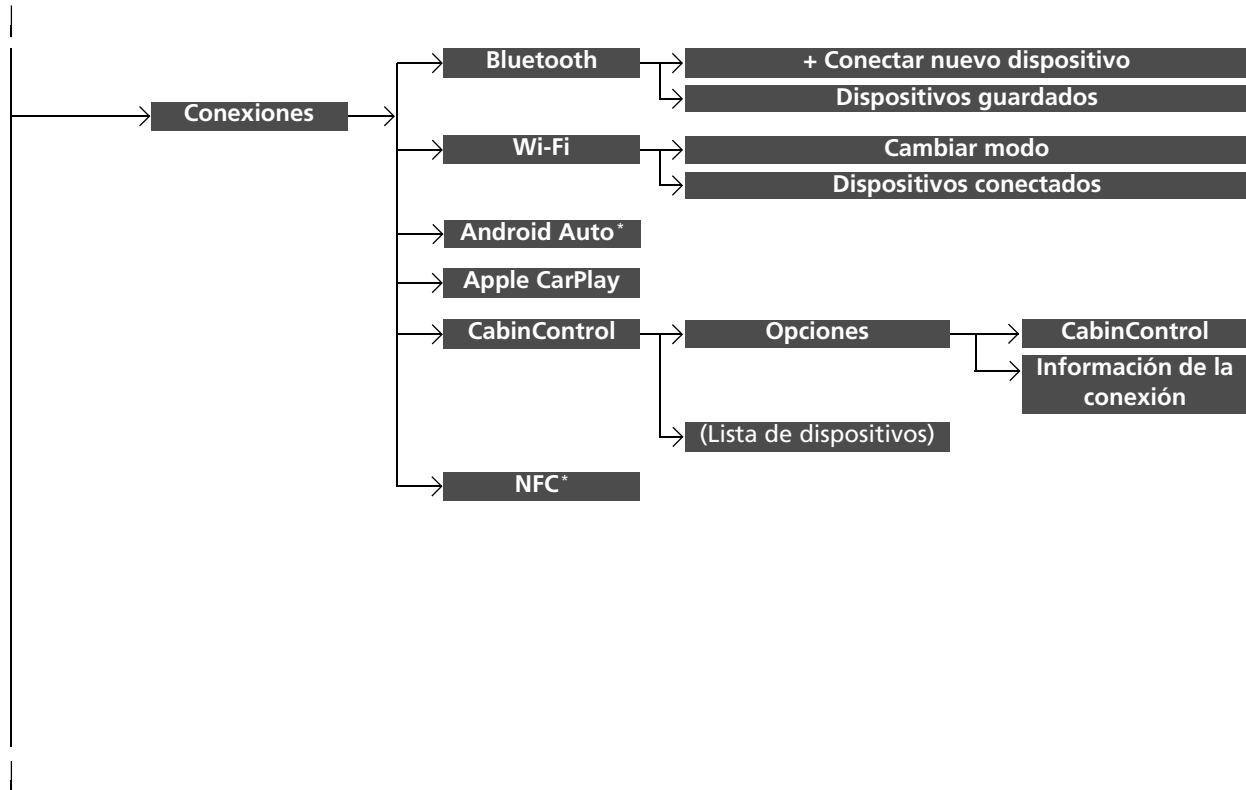 Bluetooth
+ Conectar nuevo dispositivo
Dispositivos guardados
Conexiones
Wi-Fi
Cambiar modo
Dispositivos conectados
Android Auto*
Apple CarPlay
CabinControl
Opciones
CabinControl
Información de la
conexión
(Lista de dispositivos)
NFC*